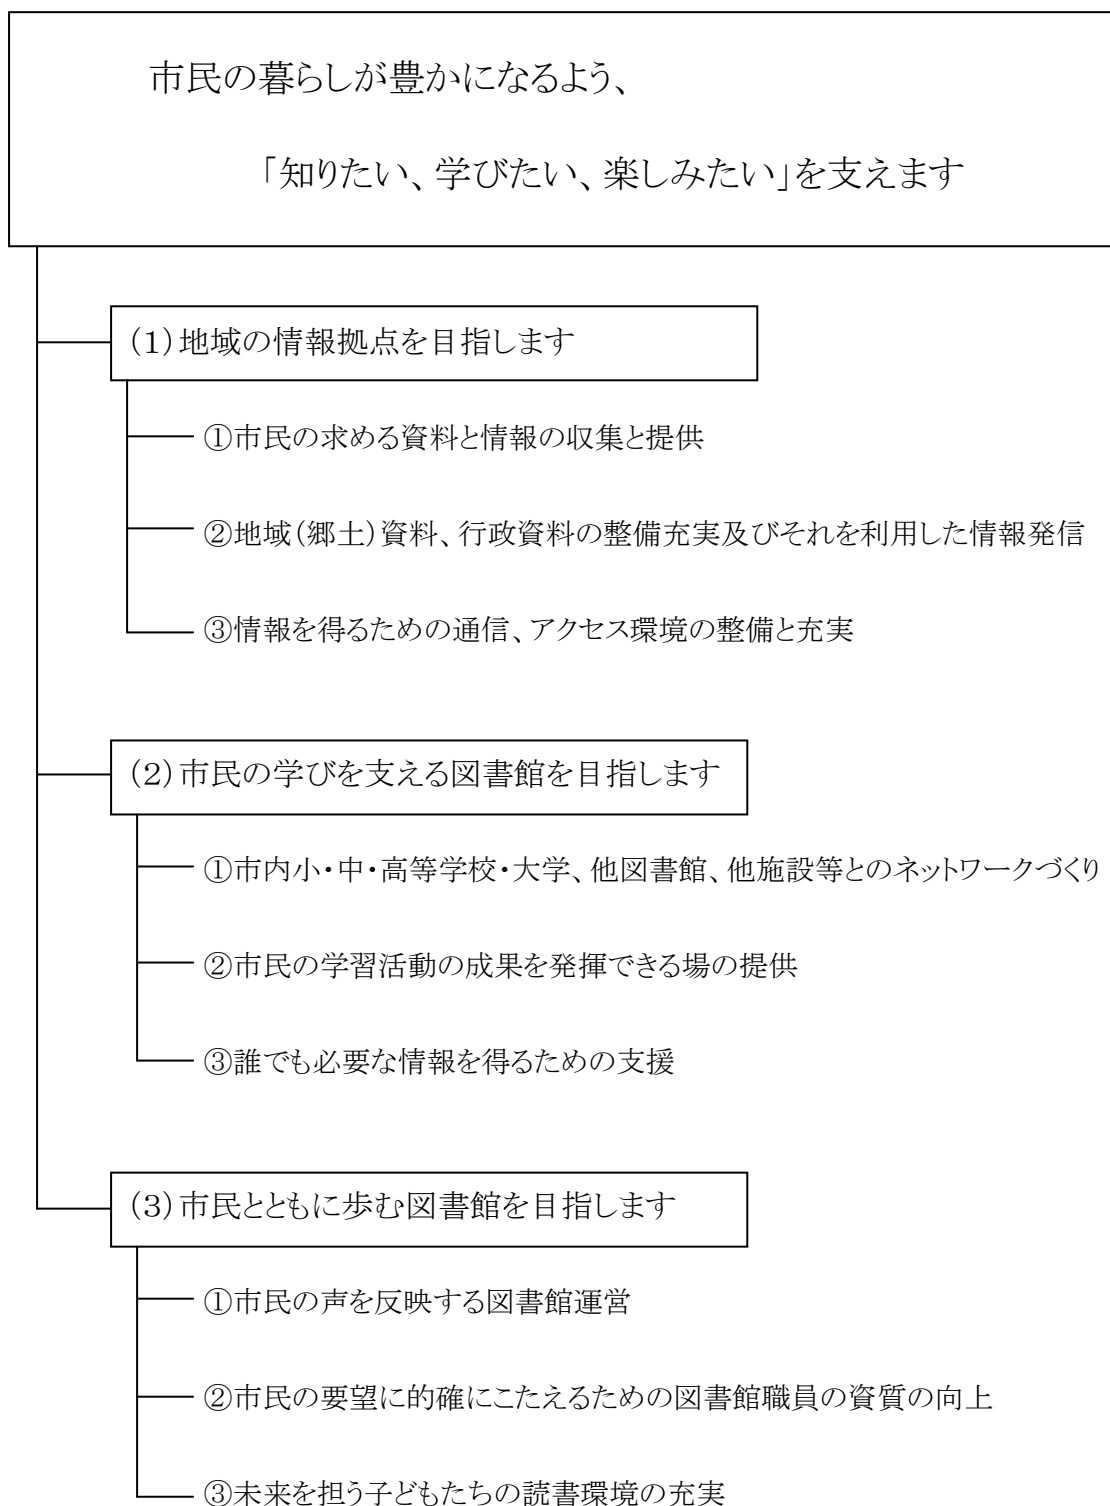 市民の暮らしが豊かになるよう、
「知りたい、学びたい、楽しみたい」を支えます
(１)地域の情報拠点を目指します
①市民の求める資料と情報の収集と提供
②地域(郷土)資料、行政資料の整備充実及びそれを利用した情報発信
③情報を得るための通信、アクセス環境の整備と充実
(２)市民の学びを支える図書館を目指します
①市内小・中・高等学校・大学、他図書館、他施設等とのネットワークづくり
②市民の学習活動の成果を発揮できる場の提供
③誰でも必要な情報を得るための支援
(３)市民とともに歩む図書館を目指します
①市民の声を反映する図書館運営
②市民の要望に的確にこたえるための図書館職員の資質の向上
③未来を担う子どもたちの読書環境の充実